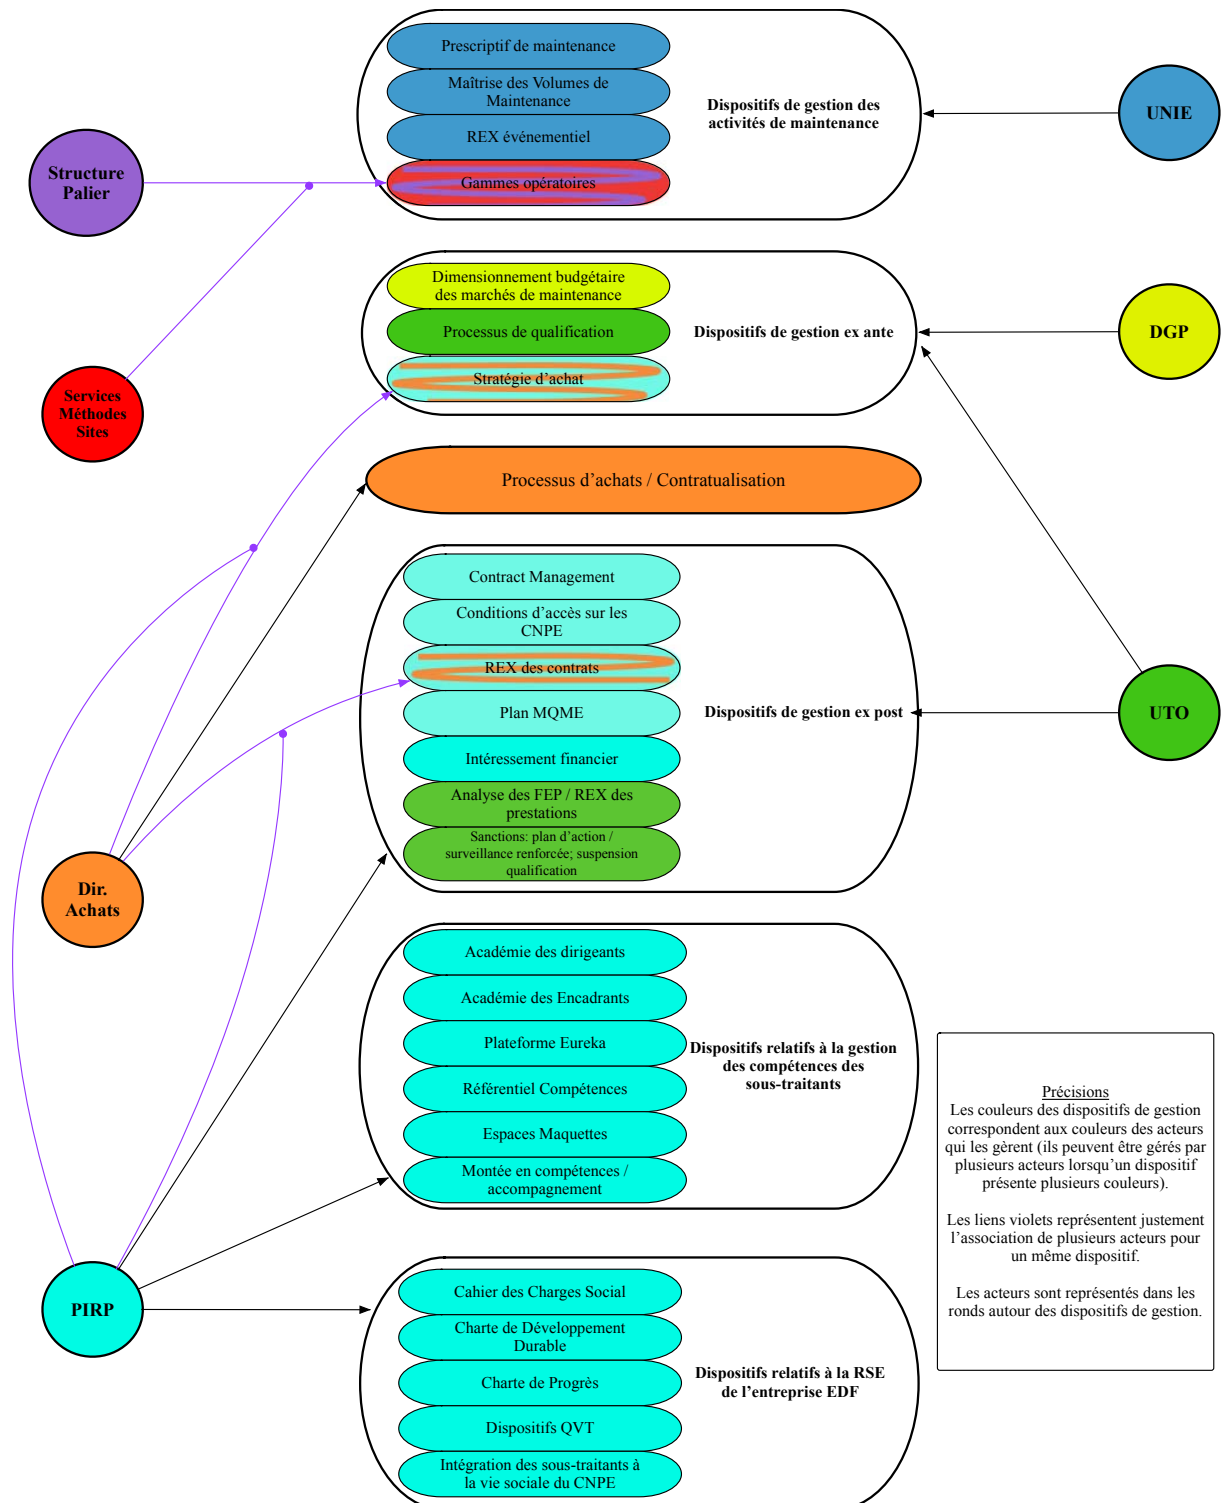 Prescriptif de maintenance
Maîtrise des Volumes de
Maintenance
REX événementiel
Gammes opératoires
Dispositifs de gestion des
activités de maintenance
UNIE
Structure
Palier
Dimensionnement budgétaire
des marchés de maintenance
Processus de qualification
Stratégie d'achat
Dispositifs de gestion ex ante
DGP
Services
Méthodes
Sites
Processus d'achats / Contratualisation
Contract Management
Conditions d'accès sur les
CNPE
REX des contrats
Plan MQME
Intéressement financier
Analyse des FEP / REX des
prestations
Sanctions: plan d'action /
surveillance renforcée; suspension
qualification
Dispositifs de gestion ex post
UTO
Dir.
Achats
Académie des dirigeants
Académie des Encadrants
Plateforme Eureka
Référentiel Compétences
Espaces Maquettes
Montée en compétences /
accompagnement
Dispositifs relatifs à la gestion
des compétences des
sous-traitants
PIRP
Cahier des Charges Social
Charte de Développement
Durable
Charte de Progrès
Dispositifs QVT
Intégration des sous-traitants à
la vie sociale du CNPE
Dispositifs relatifs à la RSE
de l'entreprise EDF
Précisions
Les couleurs des dispositifs de gestion
correspondent aux couleurs des acteurs
qui les gèrent (ils peuvent être gérés par
plusieurs acteurs lorsqu'un dispositif
présente plusieurs couleurs).
Les liens violets représentent justement
l'association de plusieurs acteurs pour
un même dispositif.
Les acteurs sont représentés dans les
ronds autour des dispositifs de gestion.